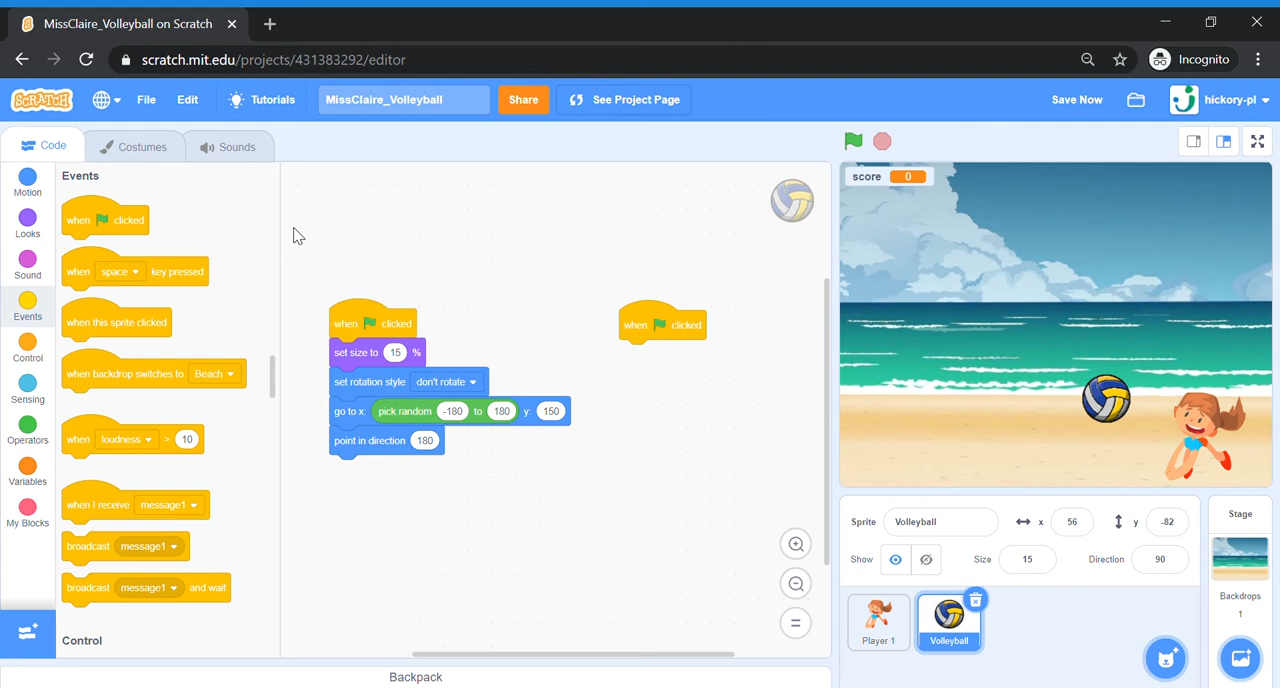 MissClaire_Volleyball on Scratch
scratch.mit.edu/projects/431383292/editor
Incognito
SCRATCH File Edit Tutorials MissClaire_Volleyball Share See Project Page Save Now hickory-pl
Code Costumes Sounds
Motion
Looks
Sound
Events
Control
Sensing
Operators
Variables
My Blocks
Events
when clicked
when space key pressed
when this sprite clicked
when backdrop switches to Beach
when loudness > 10
when I receive message1
broadcast message1
broadcast message1 and wait
Control
when clicked
set size to 15 %
set rotation style don't rotate
go to x: pick random -180 to 180 y: 150
point in direction 180
when clicked
score 0
Sprite Volleyball x 56 y -82
Show Size 15 Direction 90
Player 1
Volleyball
Stage
Backdrops
1
Backpack